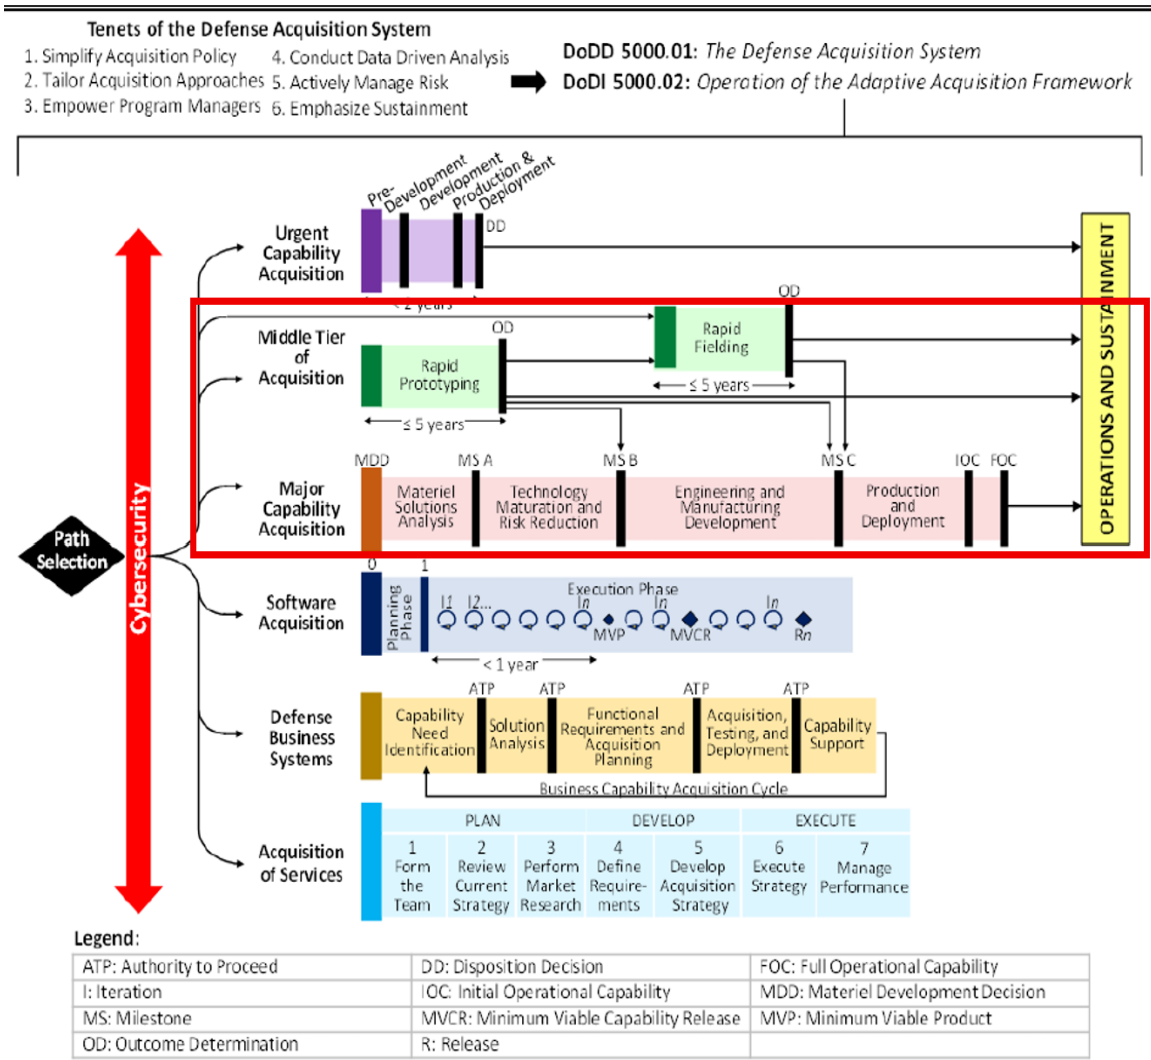 Tenets of the Defense Acquisition System
1. Simplify Acquisition Policy
2. Tailor Acquisition Approaches
3. Empower Program Managers
4. Conduct Data Driven Analysis
5. Actively Manage Risk
6. Emphasize Sustainment
DoDD 5000.01: The Defense Acquisition System
DoDI 5000.02: Operation of the Adaptive Acquisition Framework
Path
Selection
Cybersecurity
Urgent
Capability
Acquisition
Pre-
Development
Development
Production &
Deployment
DD
< 2 years
Middle Tier
of
Acquisition
Rapid
Prototyping
OD
≤ 5 years
Rapid
Fielding
OD
≤ 5 years
Major
Capability
Acquisition
MDD
Materiel
Solutions
Analysis
MS A
Technology
Maturation and
Risk Reduction
MS B
Engineering and
Manufacturing
Development
MS C
Production
and
Deployment
IOC
FOC
OPERATIONS AND SUSTAINMENT
Software
Acquisition
0
Planning
Phase
1
Execution Phase
I1
I2...
In
MVP
In
MVCR
In
Rn
< 1 year
Defense
Business
Systems
Capability
Need
Identification
ATP
Solution
Analysis
ATP
Functional
Requirements and
Acquisition
Planning
ATP
Acquisition,
Testing, and
Deployment
ATP
Capability
Support
Business Capability Acquisition Cycle
Acquisition
of Services
PLAN
DEVELOP
EXECUTE
1
Form
the
Team
2
Review
Current
Strategy
3
Perform
Market
Research
4
Define
Require-
ments
5
Develop
Acquisition
Strategy
6
Execute
Strategy
7
Manage
Performance
Legend:
ATP: Authority to Proceed
DD: Disposition Decision
FOC: Full Operational Capability
I: Iteration
IOC: Initial Operational Capability
MDD: Materiel Development Decision
MS: Milestone
MVCR: Minimum Viable Capability Release
MVP: Minimum Viable Product
OD: Outcome Determination
R: Release